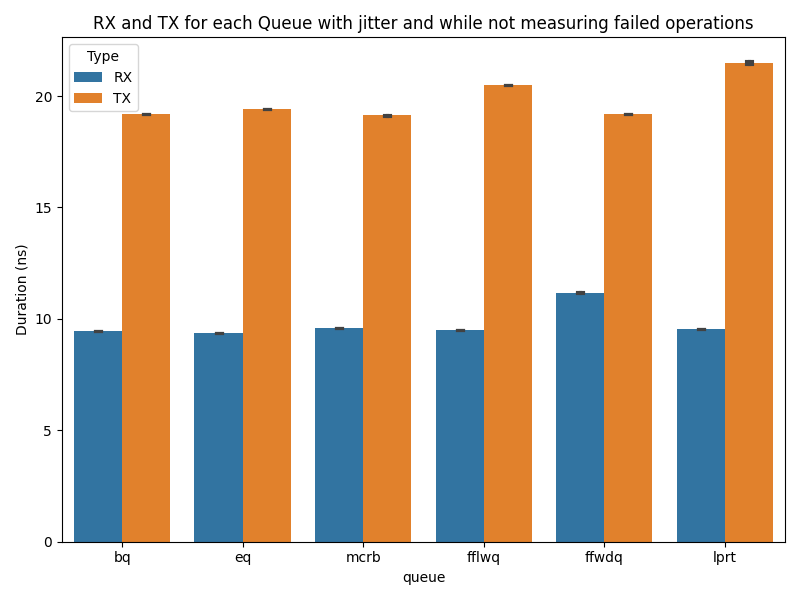 RX and TX for each Queue with jitter and while not measuring failed operations
Type
RX
TX
20
15
10
5
0
Duration (ns)
bq eq mcrb fflwq ffwdq lprt
queue